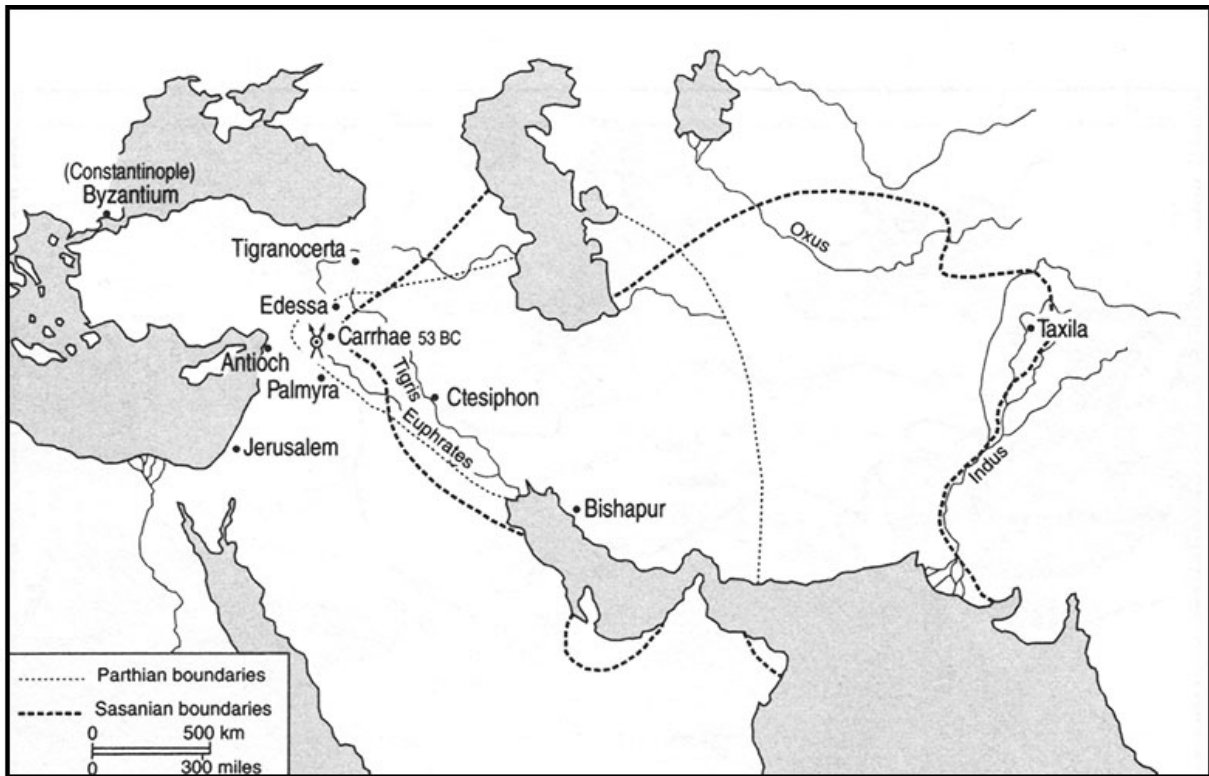 (Constantinople)
Byzantium
Tigranocerta
Oxus
Edessa
Carrhae 53 BC
Taxila
Antioch
Palmyra
Tigris
Ctesiphon
Euphrates
Jerusalem
Indus
Bishapur
Parthian boundaries
Sasanian boundaries
0 500 km
0 300 miles